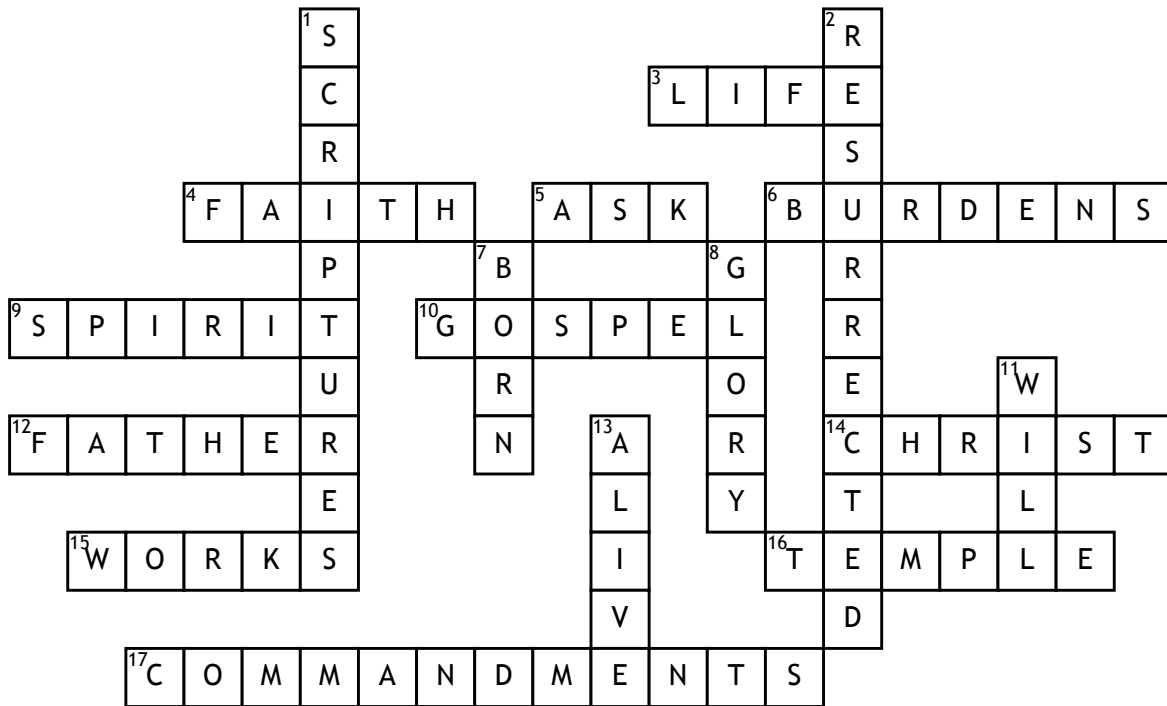 1 S 2 R
C 3 L I F E
R S
4 F A I T H 5 A S K 6 B U R D E N S
P 7 B 8 G R
9 S P I R I T 10 G O S P E L R
U R O E 11 W
12 F A T H E R N 13 A R 14 C H R I S T
E L Y T L
15 W O R K S I 16 T E M P L E
V D
17 C O M M A N D M E N T S